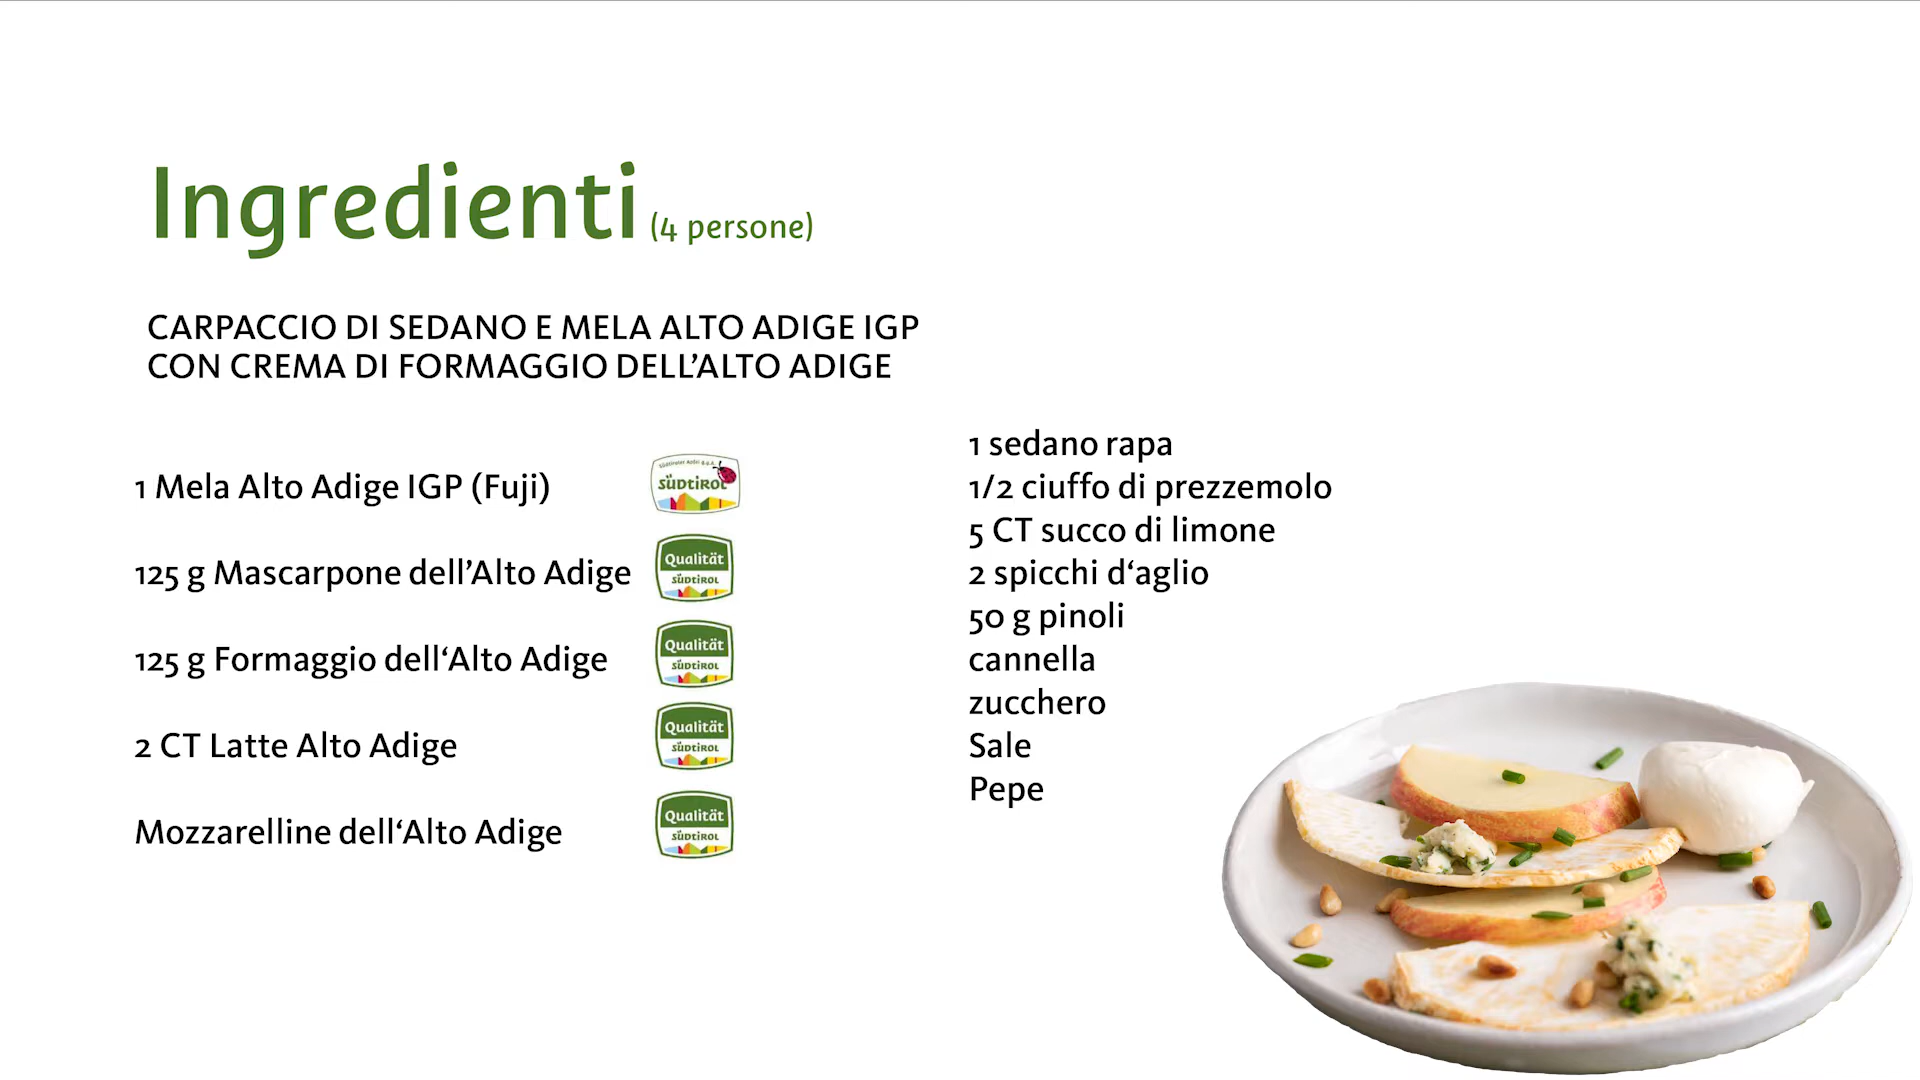 Ingredienti (4 persone)
CARPACCIO DI SEDANO E MELA ALTO ADIGE IGP
CON CREMA DI FORMAGGIO DELL’ALTO ADIGE
1 Mela Alto Adige IGP (Fuji)
Südtiroler Apfel g.g.A.
SÜDTIROL
125 g Mascarpone dell’Alto Adige
Qualität
SÜDTIROL
125 g Formaggio dell‘Alto Adige
Qualität
SÜDTIROL
2 CT Latte Alto Adige
Qualität
SÜDTIROL
Mozzarelline dell‘Alto Adige
Qualität
SÜDTIROL
1 sedano rapa
1/2 ciuffo di prezzemolo
5 CT succo di limone
2 spicchi d‘aglio
50 g pinoli
cannella
zucchero
Sale
Pepe